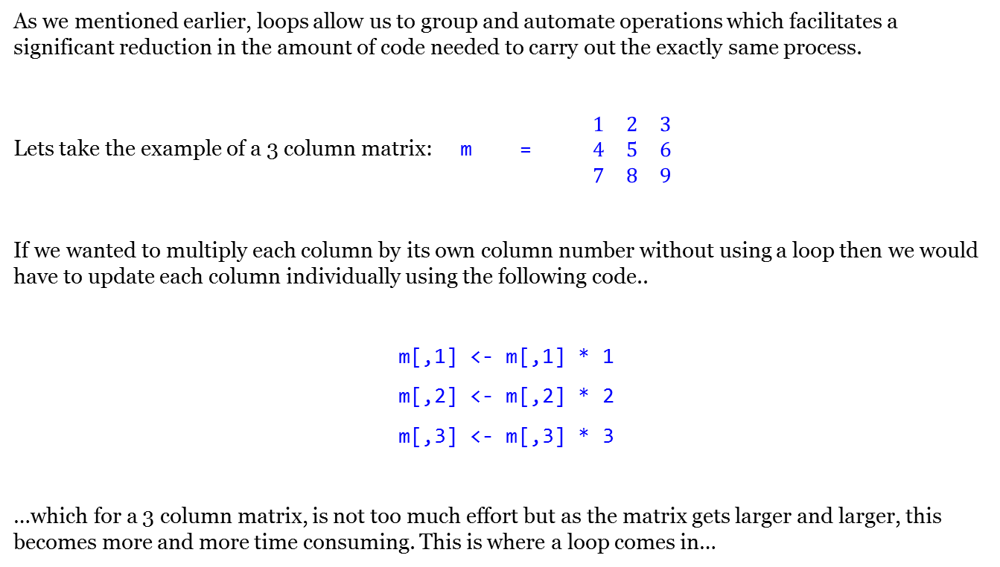 As we mentioned earlier, loops allow us to group and automate operations which facilitates a
significant reduction in the amount of code needed to carry out the exactly same process.
1 2 3
Lets take the example of a 3 column matrix: m = 4 5 6
7 8 9
If we wanted to multiply each column by its own column number without using a loop then we would
have to update each column individually using the following code..
m[,1] <- m[,1] * 1
m[,2] <- m[,2] * 2
m[,3] <- m[,3] * 3
...which for a 3 column matrix, is not too much effort but as the matrix gets larger and larger, this
becomes more and more time consuming. This is where a loop comes in...